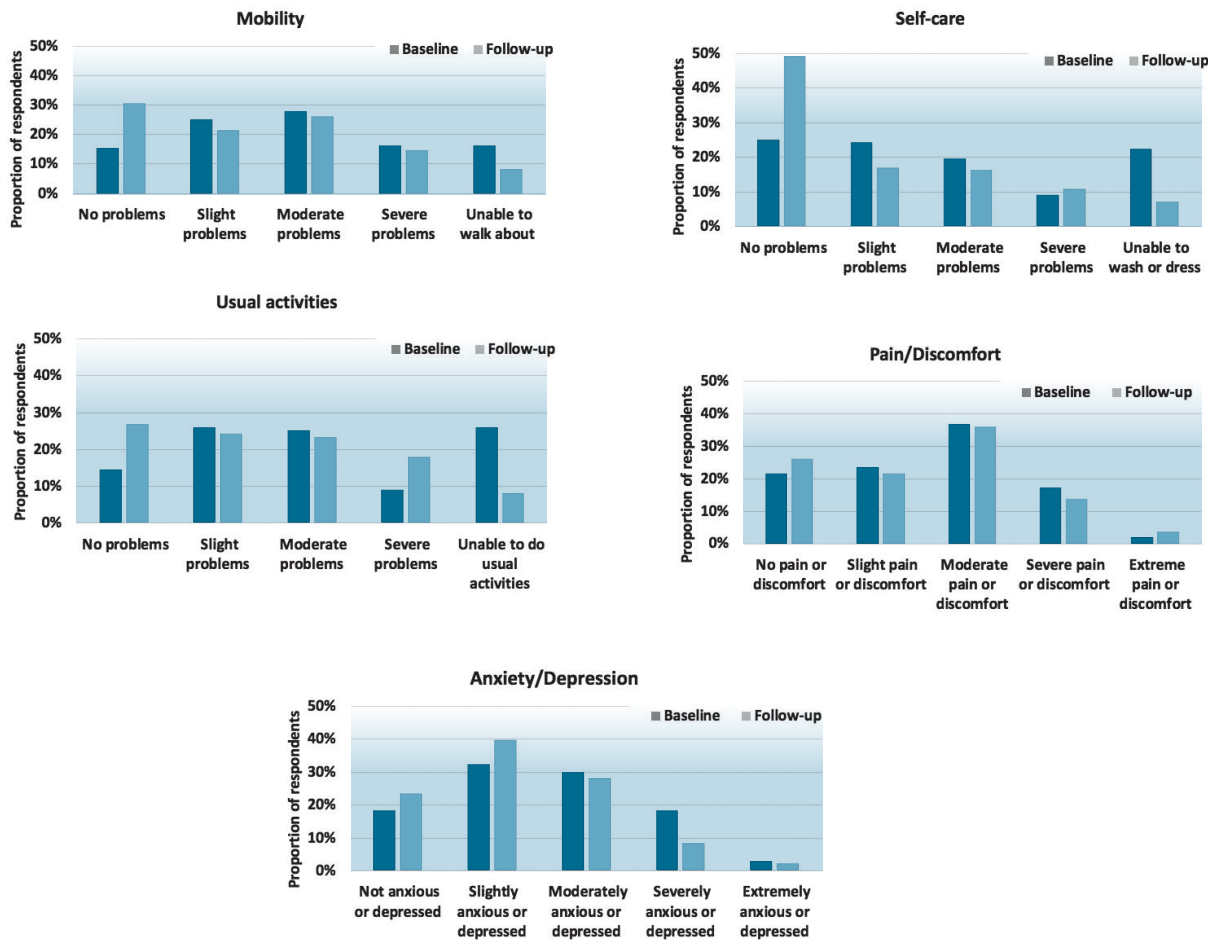 Mobility
Baseline Follow-up
Proportion of respondents
50%
40%
30%
20%
10%
0%
No problems Slight Moderate Severe Unable to
problems problems problems walk about
Self-care
Baseline Follow-up
Proportion of respondents
50%
40%
30%
20%
10%
0%
No problems Slight Moderate Severe Unable to
problems problems problems wash or dress
Usual activities
Baseline Follow-up
Proportion of respondents
50%
40%
30%
20%
10%
0%
No problems Slight Moderate Severe Unable to do
problems problems problems usual
activities
Pain/Discomfort
Baseline Follow-up
Proportion of respondents
50%
40%
30%
20%
10%
0%
No pain or Slight pain Moderate Severe pain Extreme
discomfort or discomfort pain or or discomfort pain or
discomfort discomfort
Anxiety/Depression
Baseline Follow-up
Proportion of respondents
50%
40%
30%
20%
10%
0%
Not anxious Slightly Moderately Severely Extremely
or depressed anxious or anxious or anxious or anxious or
depressed depressed depressed depressed